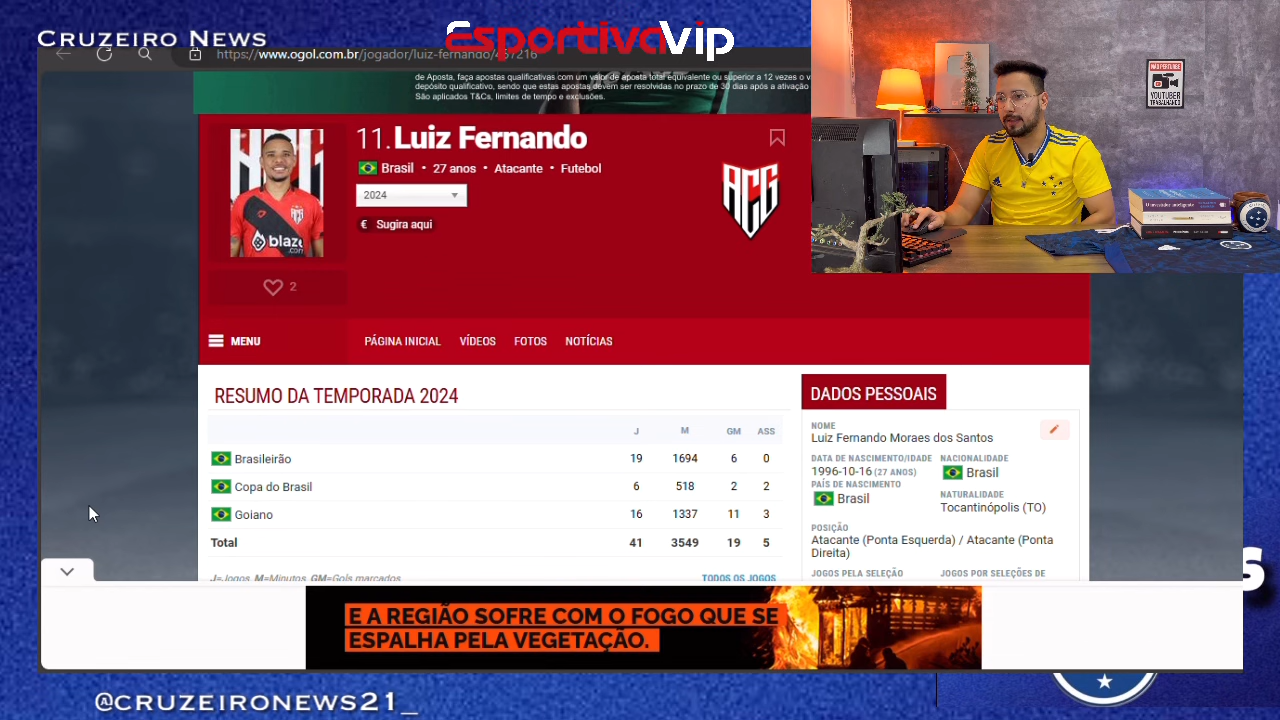 CRUZEIRO NEWS
EsportivaVip
https://www.ogol.com.br/jogador/luiz-fernando/457216
de Aposta, faça apostas qualificativas com um valor de aposta total equivalente ou superior a 12 vezes o v
depósito qualificativo, sendo que estas apostas devem ser resolvidas no prazo de 30 dias após a ativação
São aplicados T&Cs, limites de tempo e exclusões.
NÃO PERTURBE
YOUTUBER
TRABALHANDO
11. Luiz Fernando
Brasil • 27 anos • Atacante • Futebol
2024
€ Sugira aqui
ACG
blaze
.com
2
MENU
PÁGINA INICIAL VÍDEOS FOTOS NOTÍCIAS
RESUMO DA TEMPORADA 2024
J M GM ASS
Brasileirão 19 1694 6 0
Copa do Brasil 6 518 2 2
Goiano 16 1337 11 3
Total 41 3549 19 5
J=Jogos M=Minutos GM=Gols marcados
TODOS OS JOGOS
DADOS PESSOAIS
NOME
Luiz Fernando Moraes dos Santos
DATA DE NASCIMENTO/IDADE
1996-10-16 (27 ANOS)
NACIONALIDADE
Brasil
PAÍS DE NASCIMENTO
Brasil
NATURALIDADE
Tocantinópolis (TO)
POSIÇÃO
Atacante (Ponta Esquerda) / Atacante (Ponta
Direita)
JOGOS PELA SELEÇÃO
JOGOS POR SELEÇÕES DE
E A REGIÃO SOFRE COM O FOGO QUE SE
ESPALHA PELA VEGETAÇÃO.
S
@CRUZEIRONEWS21_